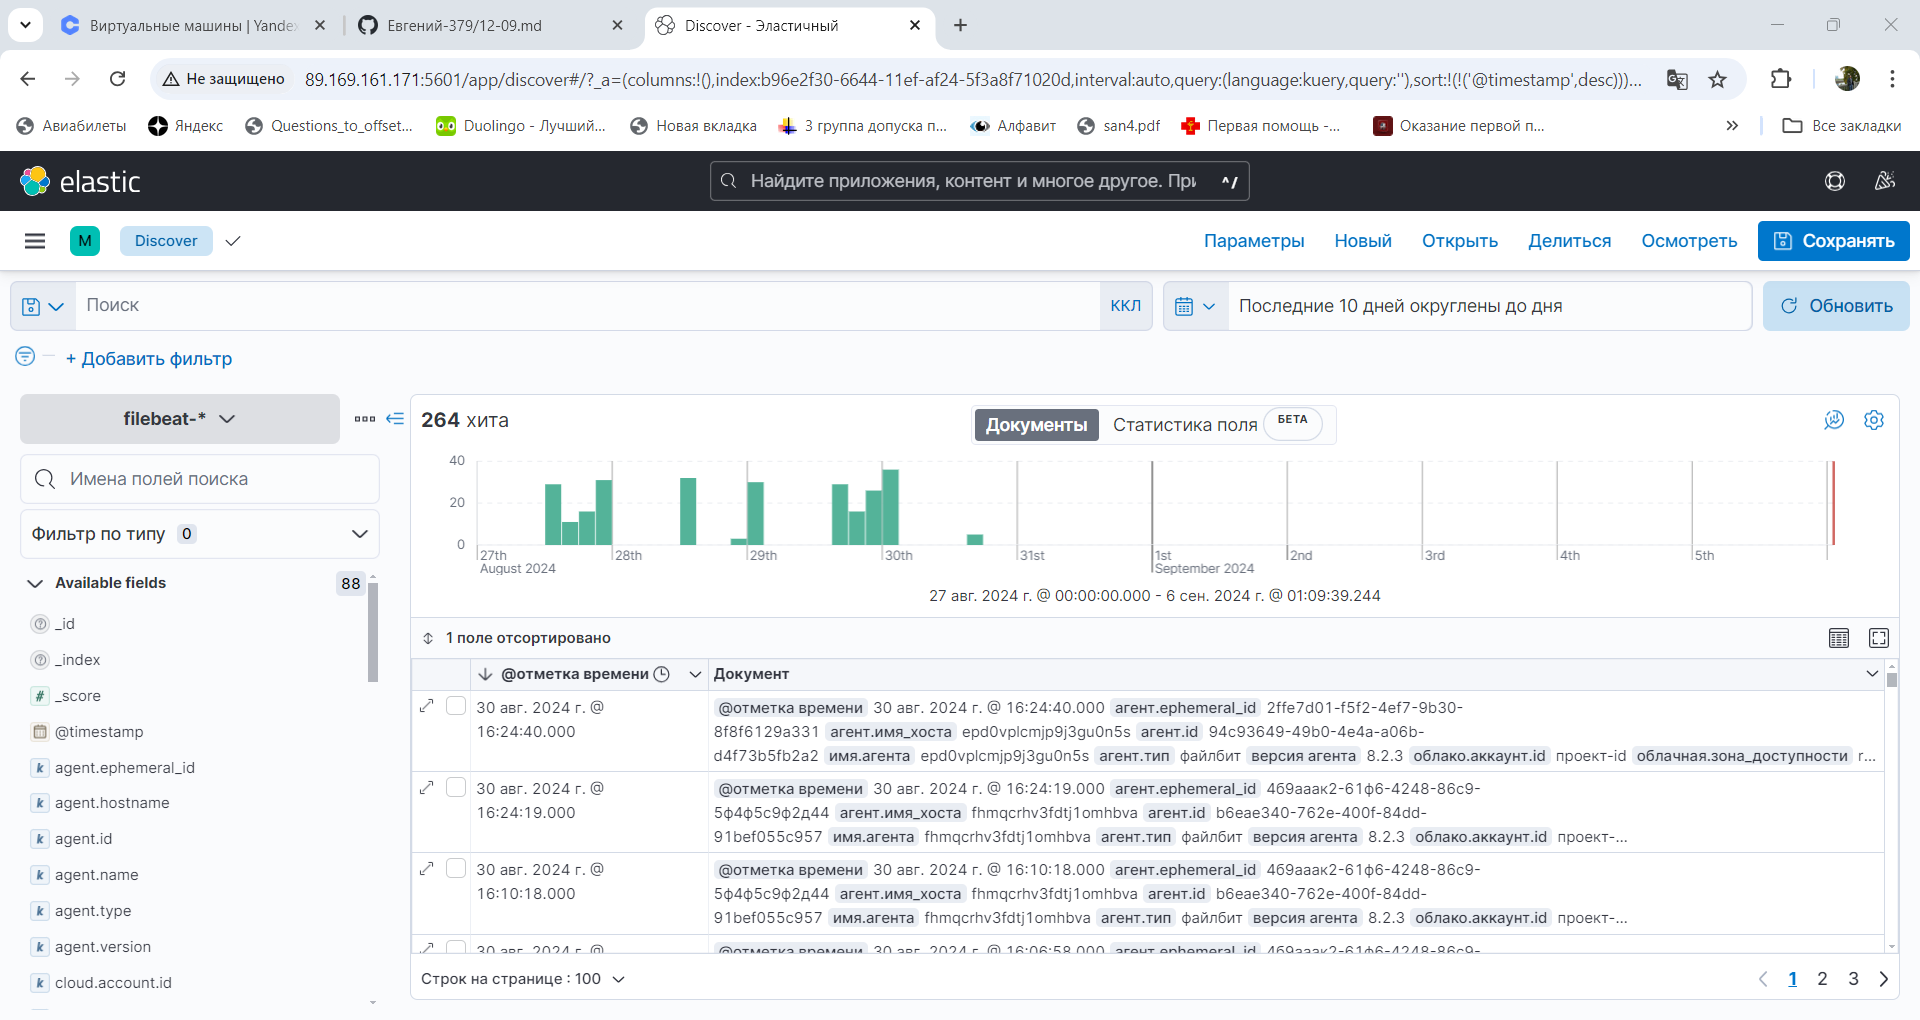 Виртуальные машины | Yande
Евгений-379/12-09.md
Discover - Эластичный
Не защищено
89.169.161.171:5601/app/discover#/?_a=(columns:!(),index:b96e2f30-6644-11ef-af24-5f3a8f71020d,interval:auto,query:(language:kuery,query:''),sort:!(!('@timestamp',desc)))...
Авиабилеты
Яндекс
Questions_to_offset...
Duolingo - Лучший...
Новая вкладка
3 группа допуска п...
Алфавит
san4.pdf
Первая помощь -...
Оказание первой п...
Все закладки
elastic
Найдите приложения, контент и многое другое. При
^/
M
Discover
Параметры
Новый
Открыть
Делиться
Осмотреть
Сохранять
Поиск
ККЛ
Последние 10 дней округлены до дня
Обновить
+ Добавить фильтр
filebeat-*
Имена полей поиска
Фильтр по типу 0
Available fields 88
_id
_index
# _score
@timestamp
k agent.ephemeral_id
k agent.hostname
k agent.id
k agent.name
k agent.type
k agent.version
k cloud.account.id
264 хита
Документы
Статистика поля БЕТА
40
20
0
27th
August 2024
28th
29th
30th
31st
1st
September 2024
2nd
3rd
4th
5th
27 авг. 2024 г. @ 00:00:00.000 - 6 сен. 2024 г. @ 01:09:39.244
1 поле отсортировано
@отметка времени
Документ
30 авг. 2024 г. @
16:24:40.000
@отметка времени 30 авг. 2024 г. @ 16:24:40.000 агент.ephemeral_id 2ffe7d01-f5f2-4ef7-9b30-
8f8f6129a331 агент.имя_хоста epd0vplcmjp9j3gu0n5s агент.id 94c93649-49b0-4e4a-a06b-
d4f73b5fb2a2 имя.агента epd0vplcmjp9j3gu0n5s агент.тип файлбит версия агента 8.2.3 облако.аккаунт.id проект-id облачная.зона_доступности r...
30 авг. 2024 г. @
16:24:19.000
@отметка времени 30 авг. 2024 г. @ 16:24:19.000 агент.ephemeral_id 469аaaк2-61ф6-4248-86c9-
5ф4ф5c9ф2д44 агент.имя_хоста fhmqcrhv3fdtj1omhbva агент.id b6eae340-762e-400f-84dd-
91bef055c957 имя.агента fhmqcrhv3fdtj1omhbva агент.тип файлбит версия агента 8.2.3 облако.аккаунт.id проект-...
30 авг. 2024 г. @
16:10:18.000
@отметка времени 30 авг. 2024 г. @ 16:10:18.000 агент.ephemeral_id 469аaaк2-61ф6-4248-86c9-
5ф4ф5c9ф2д44 агент.имя_хоста fhmqcrhv3fdtj1omhbva агент.id b6eae340-762e-400f-84dd-
91bef055c957 имя.агента fhmqcrhv3fdtj1omhbva агент.тип файлбит версия агента 8.2.3 облако.аккаунт.id проект-...
30 авг. 2024 г. @
@отметка времени 30 авг. 2024 г. @ 16:06:58.000 агент.ephemeral_id 469аaaк2-61ф6-4248-86c9-
Строк на странице : 100
1
2
3